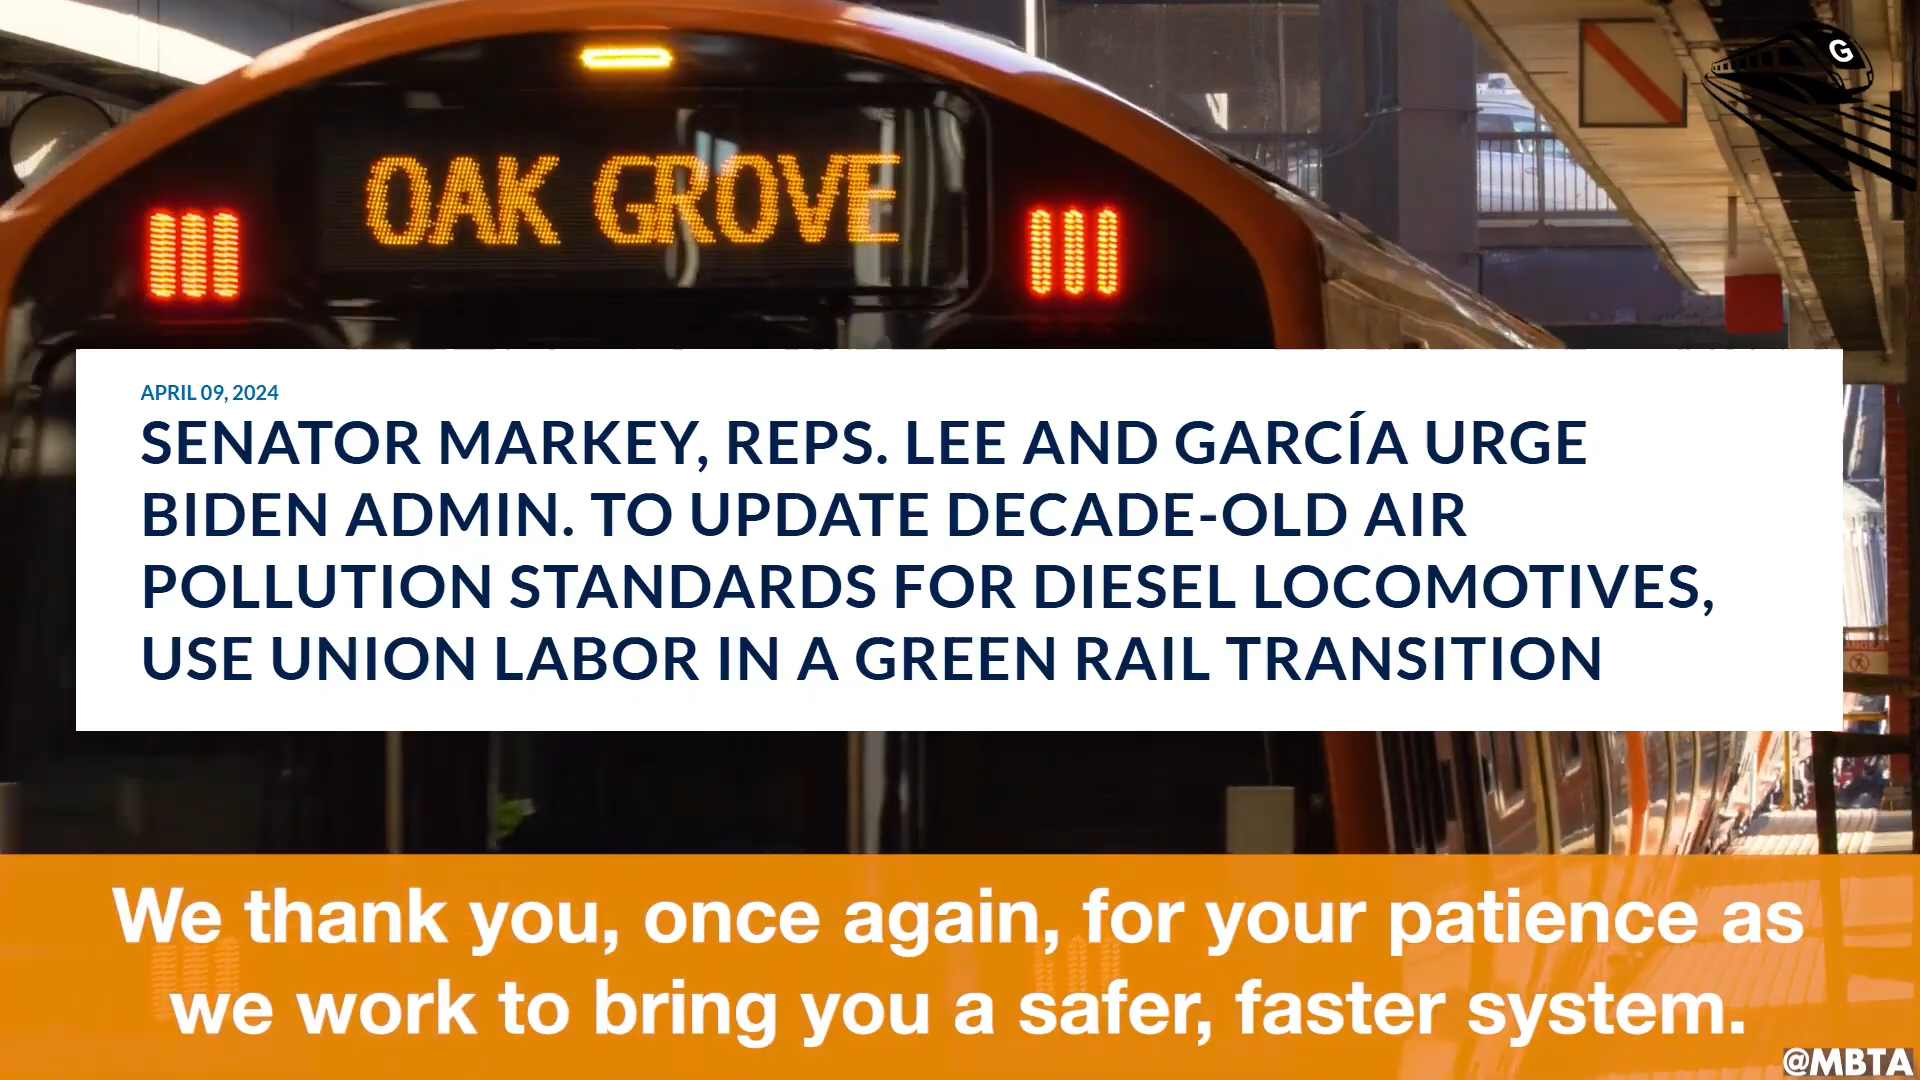 G
OAK GROVE
APRIL 09, 2024
SENATOR MARKEY, REPS. LEE AND GARCÍA URGE
BIDEN ADMIN. TO UPDATE DECADE-OLD AIR
POLLUTION STANDARDS FOR DIESEL LOCOMOTIVES,
USE UNION LABOR IN A GREEN RAIL TRANSITION
We thank you, once again, for your patience as
we work to bring you a safer, faster system.
@MBTA